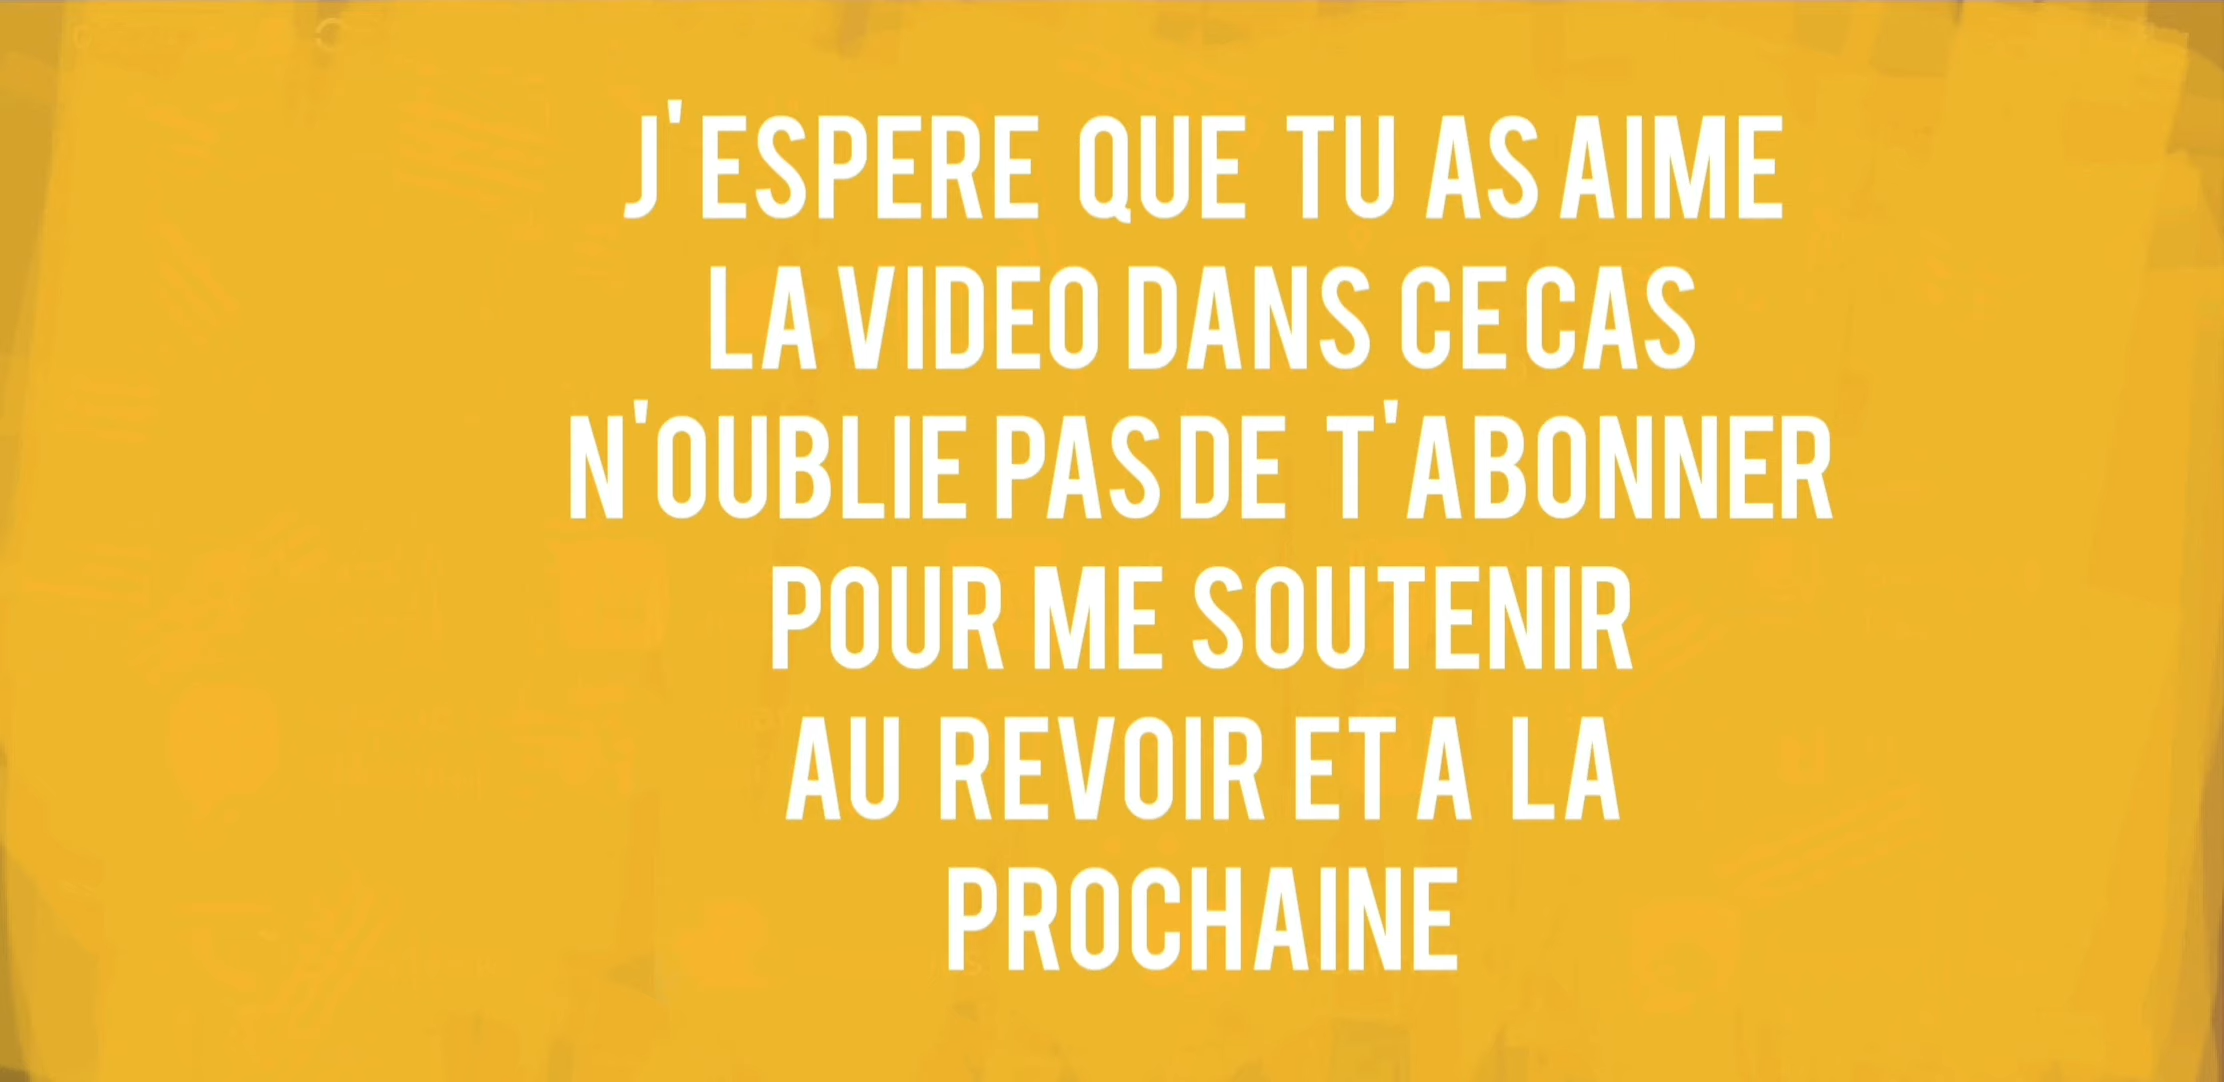 J'ESPERE QUE TU AS AIME
LA VIDEO DANS CE CAS
N'OUBLIE PAS DE T'ABONNER
POUR ME SOUTENIR
AU REVOIR ET A LA
PROCHAINE